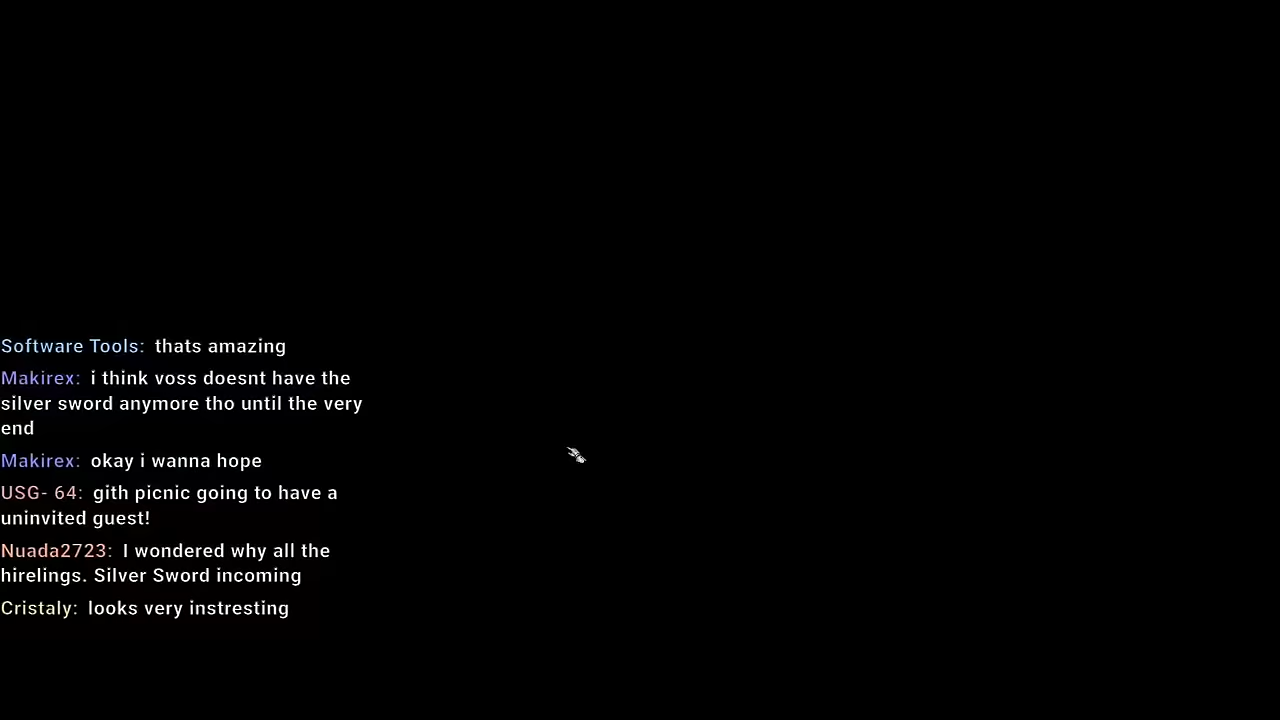 Software Tools: thats amazing
Makirex: i think voss doesnt have the
silver sword anymore tho until the very
end
Makirex: okay i wanna hope
USG- 64: gith picnic going to have a
uninvited guest!
Nuada2723: I wondered why all the
hirelings. Silver Sword incoming
Cristaly: looks very instresting